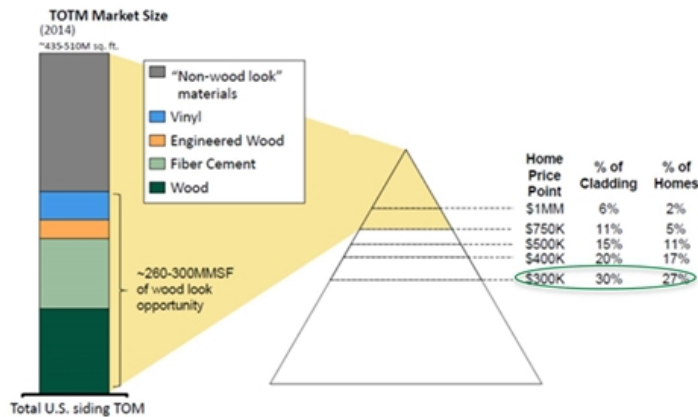 TOTM Market Size
(2014)
~435-510M sq. ft.
"Non-wood look"
materials
Vinyl
Engineered Wood
Fiber Cement
Wood
~260-300MMSF
of wood look
opportunity
Total U.S. siding TOM
Home Price Point % of Cladding % of Homes
$1MM 6% 2%
$750K 11% 5%
$500K 15% 11%
$400K 20% 17%
$300K 30% 27%